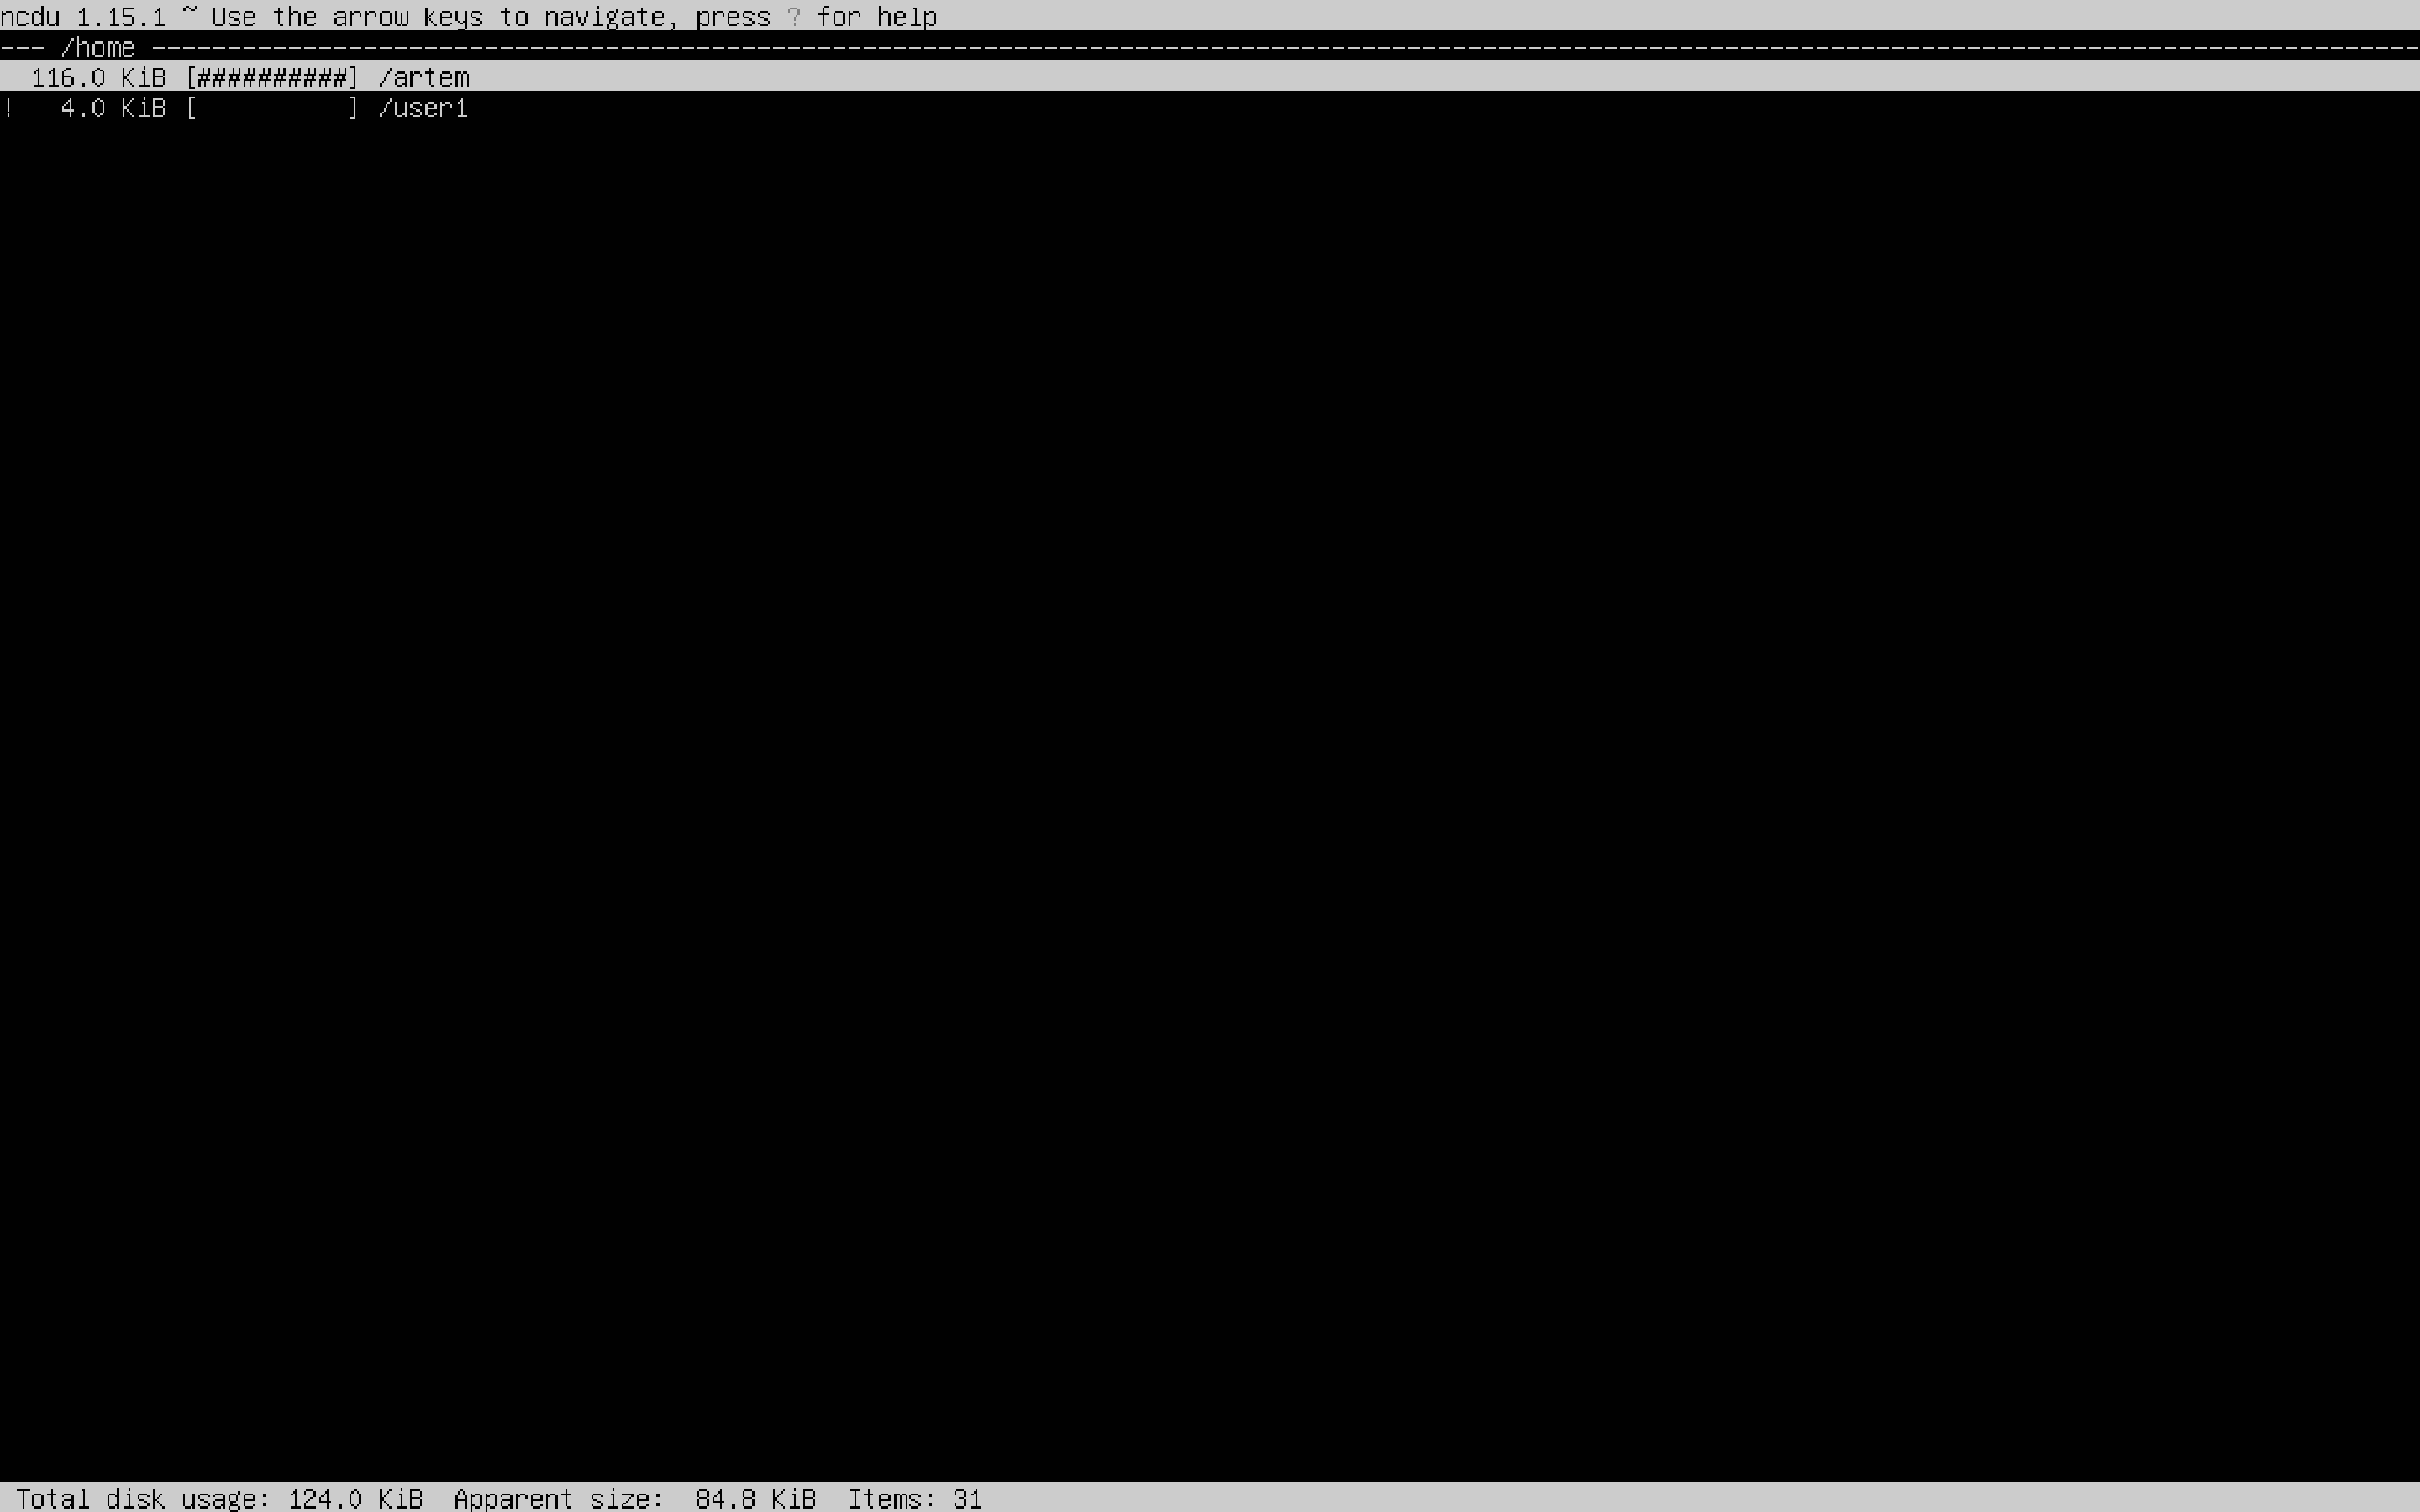 ncdu 1.15.1 ~ Use the arrow keys to navigate, press ? for help
--- /home ------------------------------------------------------------------------------------------------------------------------------------------------------
  116.0 KiB [##########] /artem
!   4.0 KiB [          ] /user1
 Total disk usage: 124.0 KiB  Apparent size:  84.8 KiB  Items: 31